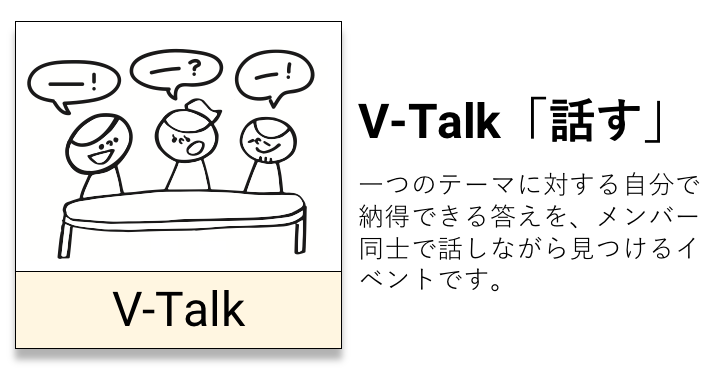 ー！
ー？
ー！
V-Talk
V-Talk「話す」
一つのテーマに対する自分で
納得できる答えを、メンバー
同士で話しながら見つけるイ
ベントです。